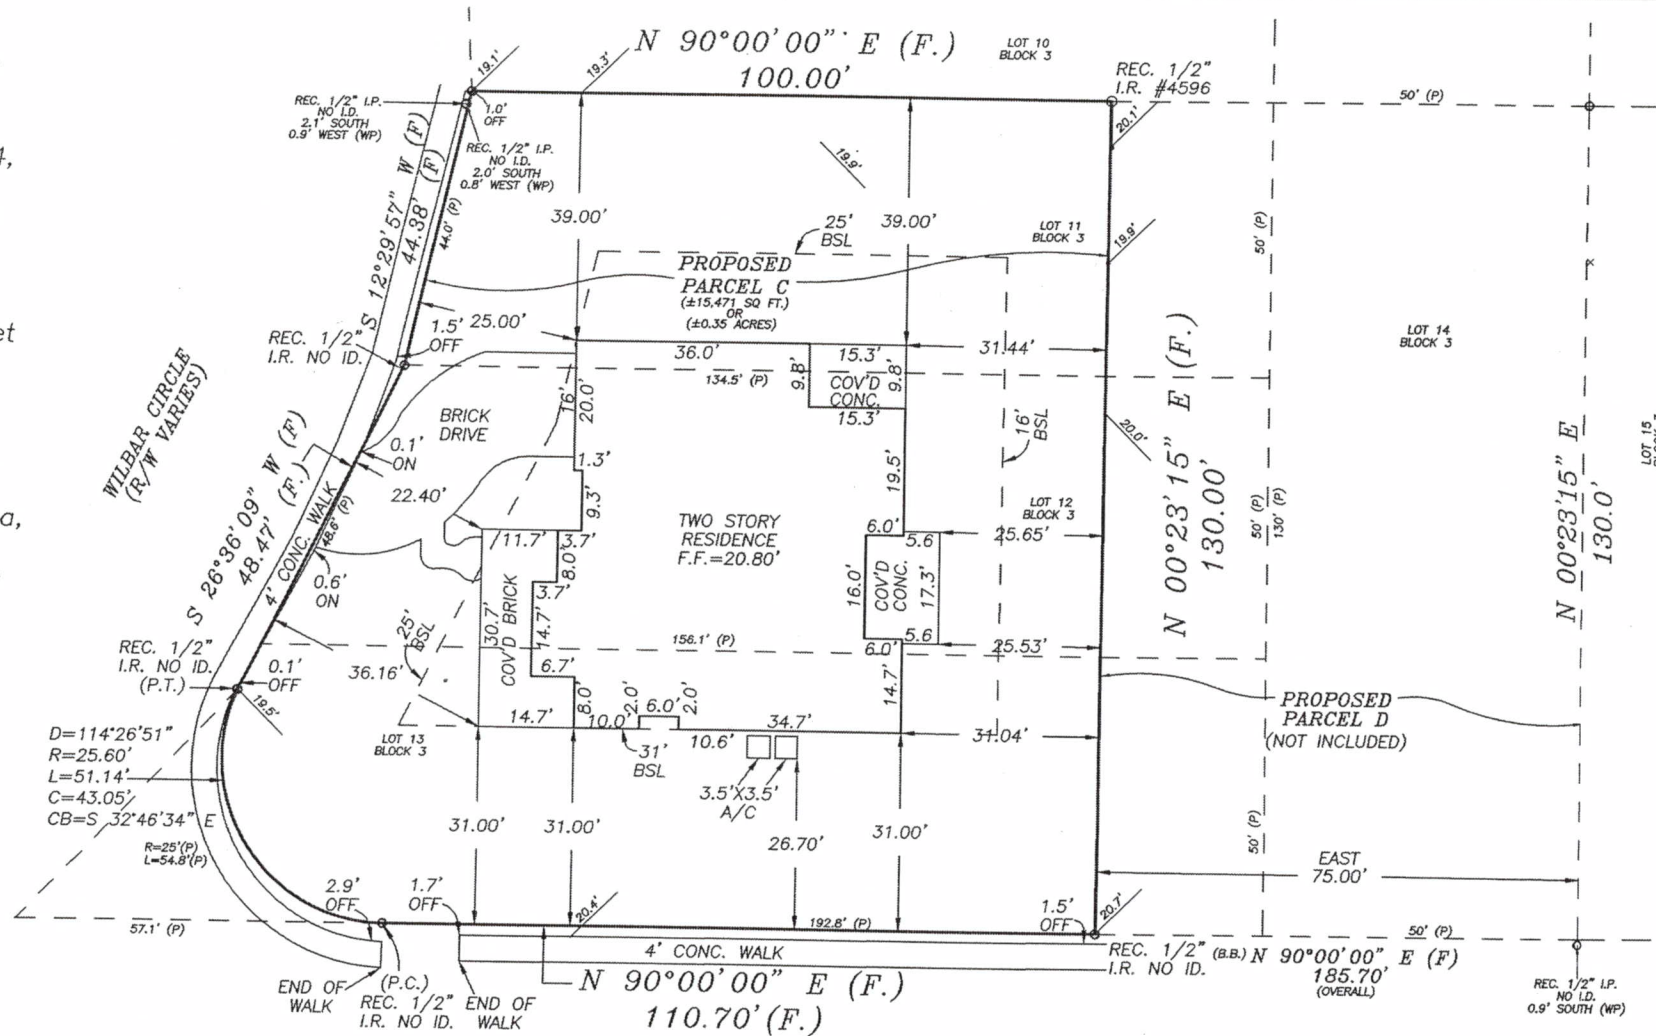 N 90°00'00" E (F.)
100.00'
LOT 10
BLOCK 3
19.1'
19.3'
REC. 1/2"
I.R. #4596
50' (P)
REC. 1/2" I.P.
NO I.D.
2.1' SOUTH
0.9' WEST (WP)
1.0'
OFF
REC. 1/2" I.P.
NO I.D.
2.0' SOUTH
0.8' WEST (WP)
20.1'
19.9'
4,
S 12°29'57" W (F)
44.38' (F)
44.0' (P)
39.00'
39.00'
25'
BSL
LOT 11
BLOCK 3
19.9'
50' (P)
PROPOSED
PARCEL C
(±15,471 SQ FT.)
OR
(±0.35 ACRES)
et
REC. 1/2"
I.R. NO ID.
1.5'
OFF
25.00'
36.0'
15.3'
31.44'
LOT 14
BLOCK 3
134.5' (P)
9.8'
COV'D
CONC.
9.8'
15.3'
WILBAR CIRCLE
(R/W VARIES)
BRICK
DRIVE
16'
20.0'
16'
BSL
20.0'
N 00°23'15" E (F.)
130.00'
N 00°23'15" E
130.0'
LOT 15
0.1'
ON
1.3'
22.40'
9.3'
19.5'
S 26°36'09" W (F)
48.47' (F.)
4' CONC. WALK
48.6' (P)
a,
LOT 12
BLOCK 3
50' (P)
130' (P)
TWO STORY
RESIDENCE
F.F.=20.80'
11.7'
3.7'
8.0'
6.0'
5.6
25.65'
0.6'
ON
3.7'
16.0'
COV'D
CONC.
17.3'
30.7'
COV'D BRICK
14.7'
25'
BSL
156.1' (P)
6.0'
5.6
25.53'
REC. 1/2"
I.R. NO ID.
(P.T.)
0.1'
OFF
19.5'
36.16'
6.7'
8.0'
14.7'
2.0'
6.0'
2.0'
14.7'
10.0'
34.7'
31.04'
PROPOSED
PARCEL D
(NOT INCLUDED)
D=114°26'51"
R=25.60'
L=51.14'
C=43.05'
CB=S 32°46'34" E
R=25'(P)
L=54.8'(P)
LOT 13
BLOCK 3
31'
BSL
10.6'
3.5'X3.5'
A/C
31.00'
31.00'
26.70'
31.00'
50' (P)
EAST
75.00'
2.9'
OFF
1.7'
OFF
20.4'
1.5'
OFF
20.7'
57.1' (P)
192.8' (P)
50' (P)
4' CONC. WALK
REC. 1/2" (B.B.)
I.R. NO ID.
N 90°00'00" E (F)
185.70'
(OVERALL)
END OF
WALK
(P.C.)
REC. 1/2"
I.R. NO ID.
END OF
WALK
N 90°00'00" E (F.)
110.70'(F.)
REC. 1/2" I.P.
NO I.D.
0.9' SOUTH (WP)